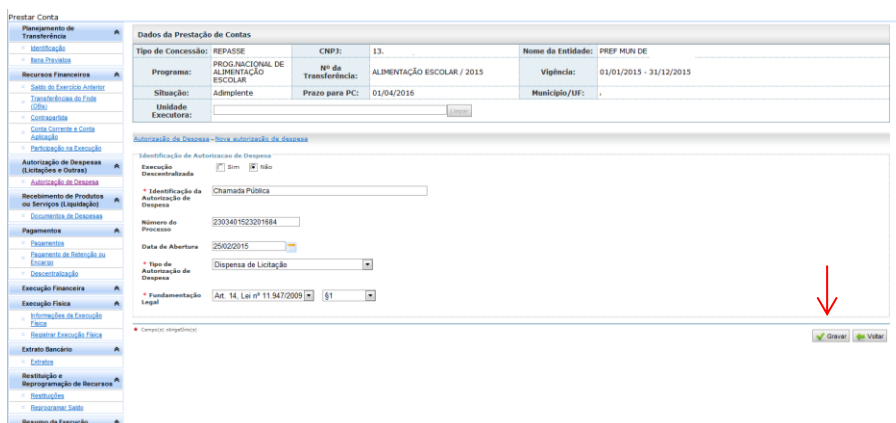 Prestar Conta
Planejamento de
Transferência
Identificação
Itens Previstos
Recursos Financeiros
Saldo do Exercício Anterior
Transferências do Fnde
(OBs)
Contrapartida
Conta Corrente e Conta
Aplicação
Participação na Execução
Autorização de Despesas
(Licitações e Outras)
Autorização de Despesa
Recebimento de Produtos
ou Serviços (Liquidação)
Documentos de Despesas
Pagamentos
Pagamentos
Pagamento de Retenção ou
Encargo
Descentralização
Execução Financeira
Execução Física
Informações da Execução
Física
Registrar Execução Física
Extrato Bancário
Extratos
Restituição e
Reprogramação de Recursos
Restituições
Reprogramar Saldo
Resumo da Execução
Dados da Prestação de Contas
Tipo de Concessão: REPASSE CNPJ: 13. Nome da Entidade: PREF MUN DE
Programa: PROG.NACIONAL DE ALIMENTAÇÃO ESCOLAR Nº da Transferência: ALIMENTAÇÃO ESCOLAR / 2015 Vigência: 01/01/2015 - 31/12/2015
Situação: Adimplente Prazo para PC: 01/04/2016 Município/UF:
Unidade
Executora: Limpar
Autorização de Despesa - Nova autorização de despesa
Identificação de Autorizacao de Despesa
Execução
Descentralizada Sim Não
* Identificação da
Autorização de
Despesa Chamada Pública
Número do
Processo 2303401523201684
Data de Abertura 25/02/2015
* Tipo de
Autorização de
Despesa Dispensa de Licitação
* Fundamentação
Legal Art. 14, Lei nº 11.947/2009 §1
* Campo(s) obrigatório(s)
Gravar Voltar